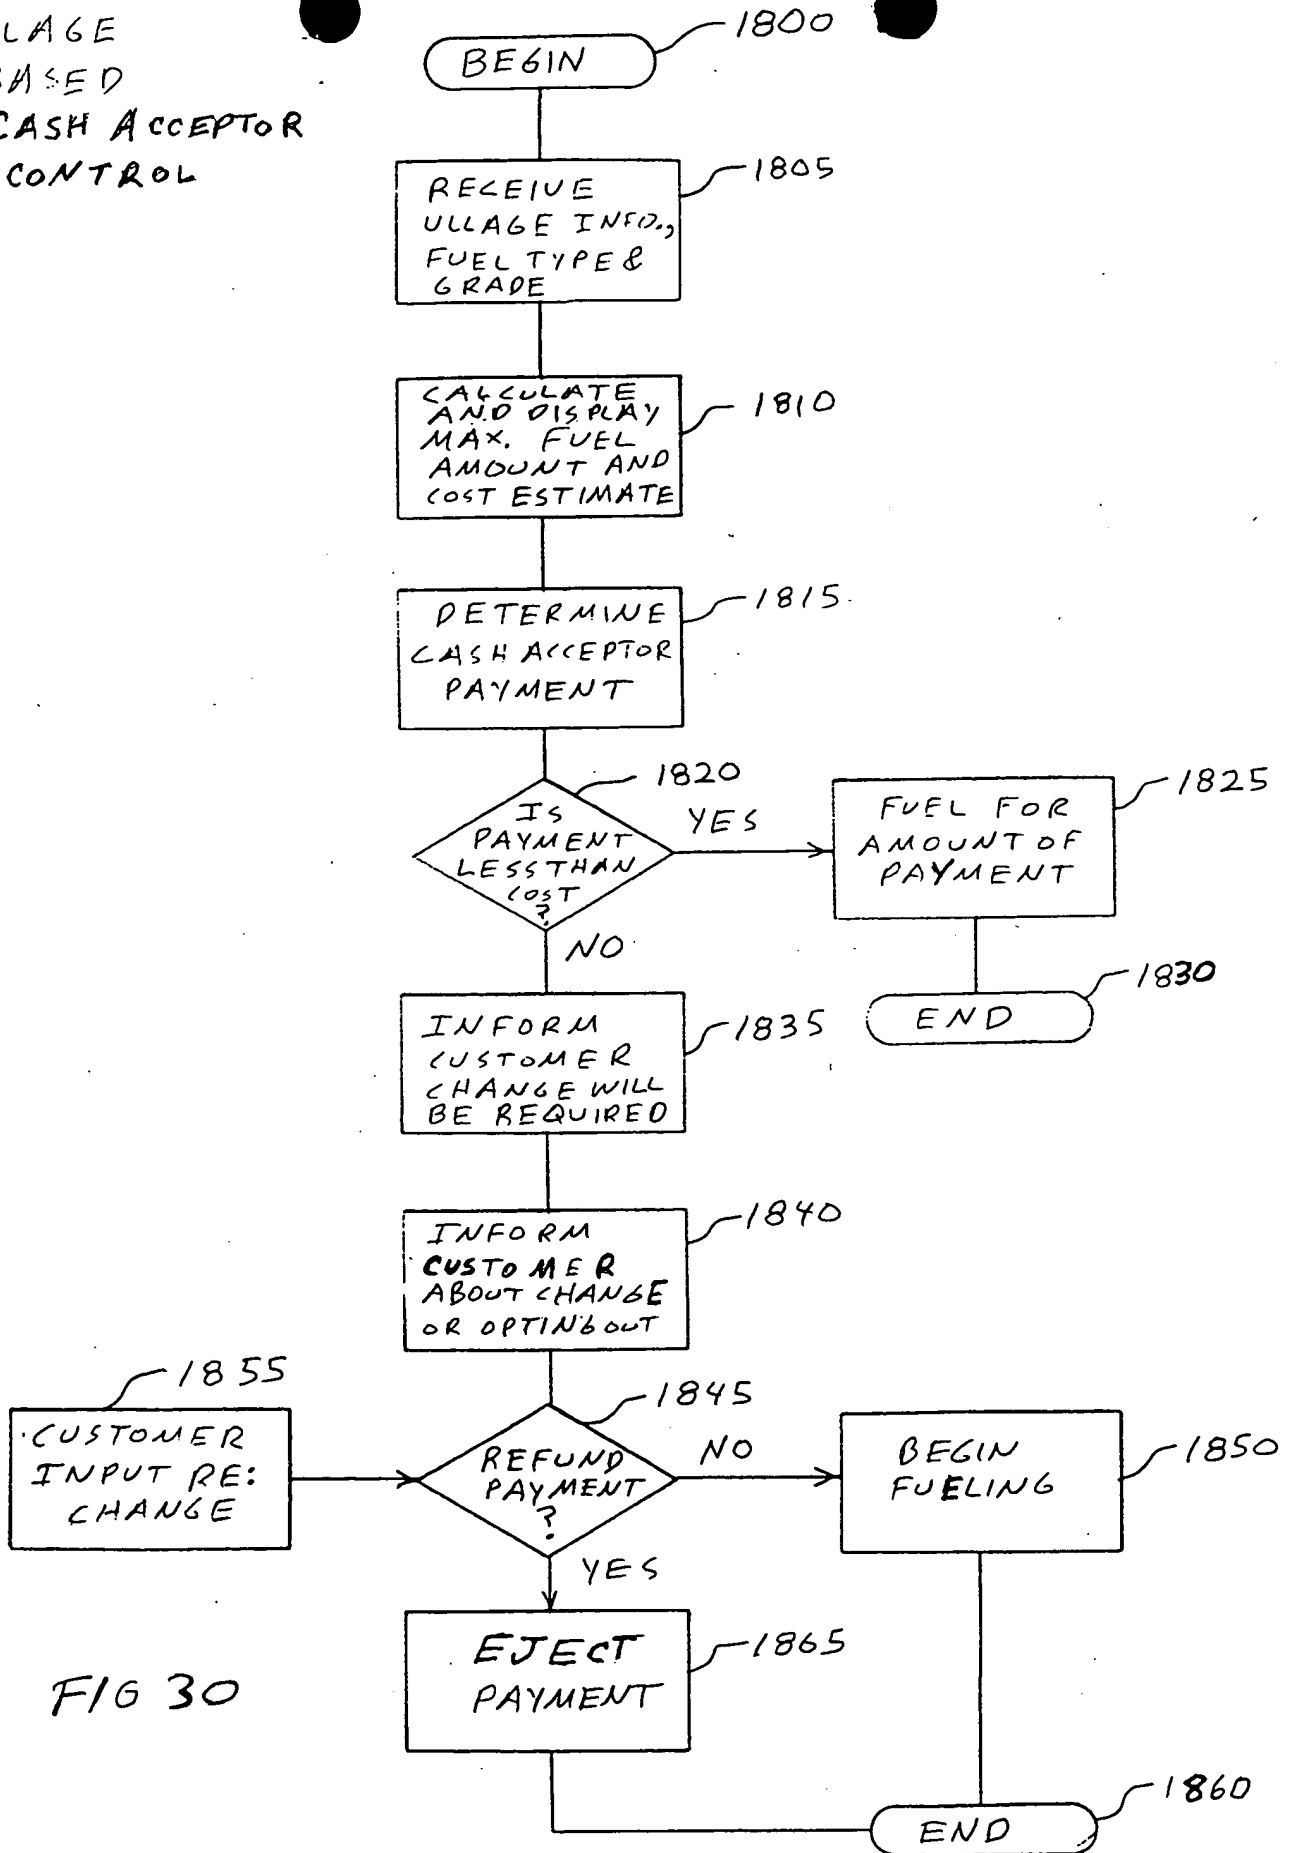 LAGE
BASED
CASH ACCEPTOR
CONTROL
BEGIN
1800
RECEIVE
ULLAGE INFO.,
FUEL TYPE &
GRADE
1805
CALCULATE
AND DISPLAY
MAX. FUEL
AMOUNT AND
COST ESTIMATE
1810
DETERMINE
CASH ACCEPTOR
PAYMENT
1815
IS
PAYMENT
LESS THAN
COST
?
1820
YES
FUEL FOR
AMOUNT OF
PAYMENT
1825
END
1830
NO
INFORM
CUSTOMER
CHANGE WILL
BE REQUIRED
1835
INFORM
CUSTOMER
ABOUT CHANGE
OR OPTING OUT
1840
CUSTOMER
INPUT RE:
CHANGE
1855
REFUND
PAYMENT
?
1845
NO
BEGIN
FUELING
1850
YES
EJECT
PAYMENT
1865
END
1860
FIG 30